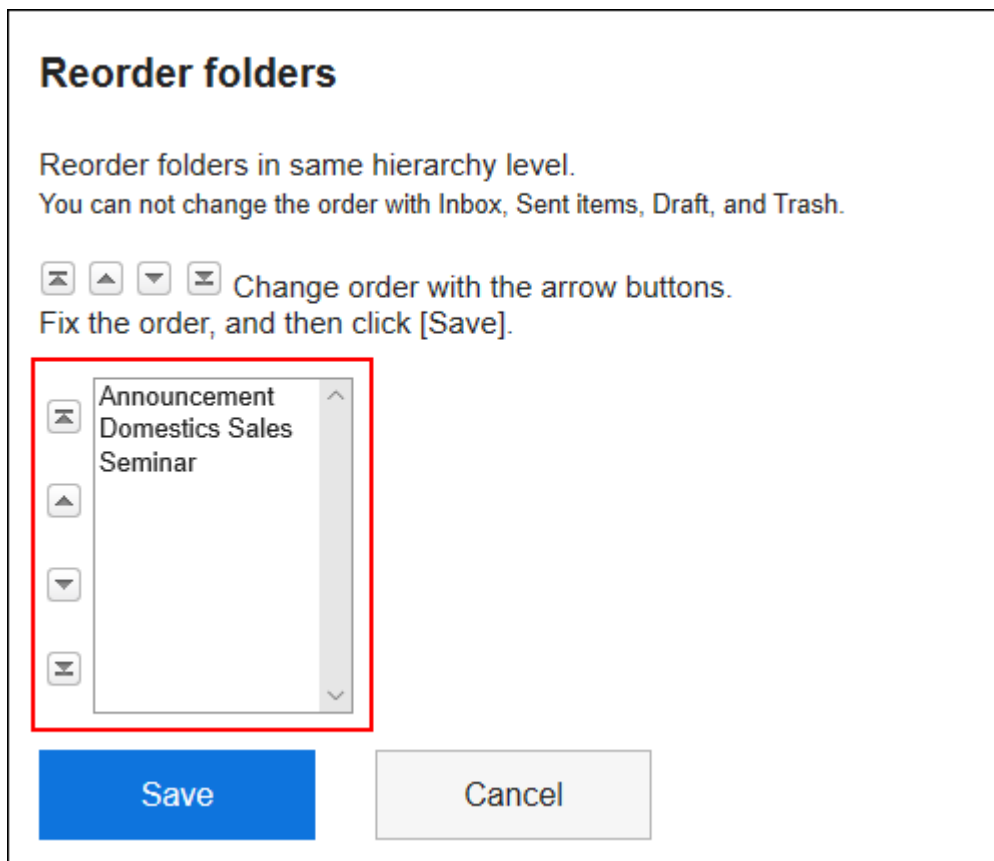 Reorder folders
Reorder folders in same hierarchy level.
You can not change the order with Inbox, Sent items, Draft, and Trash.
Change order with the arrow buttons.
Fix the order, and then click [Save].
Announcement
Domestics Sales
Seminar
Save
Cancel